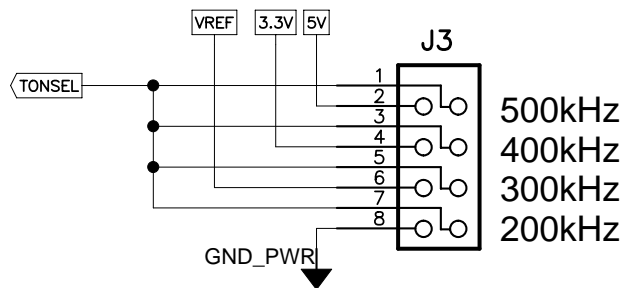 VREF 3.3V 5V
J3
TONSEL
1
2
500kHz
3
4
400kHz
5
6
300kHz
7
8
200kHz
GND_PWR